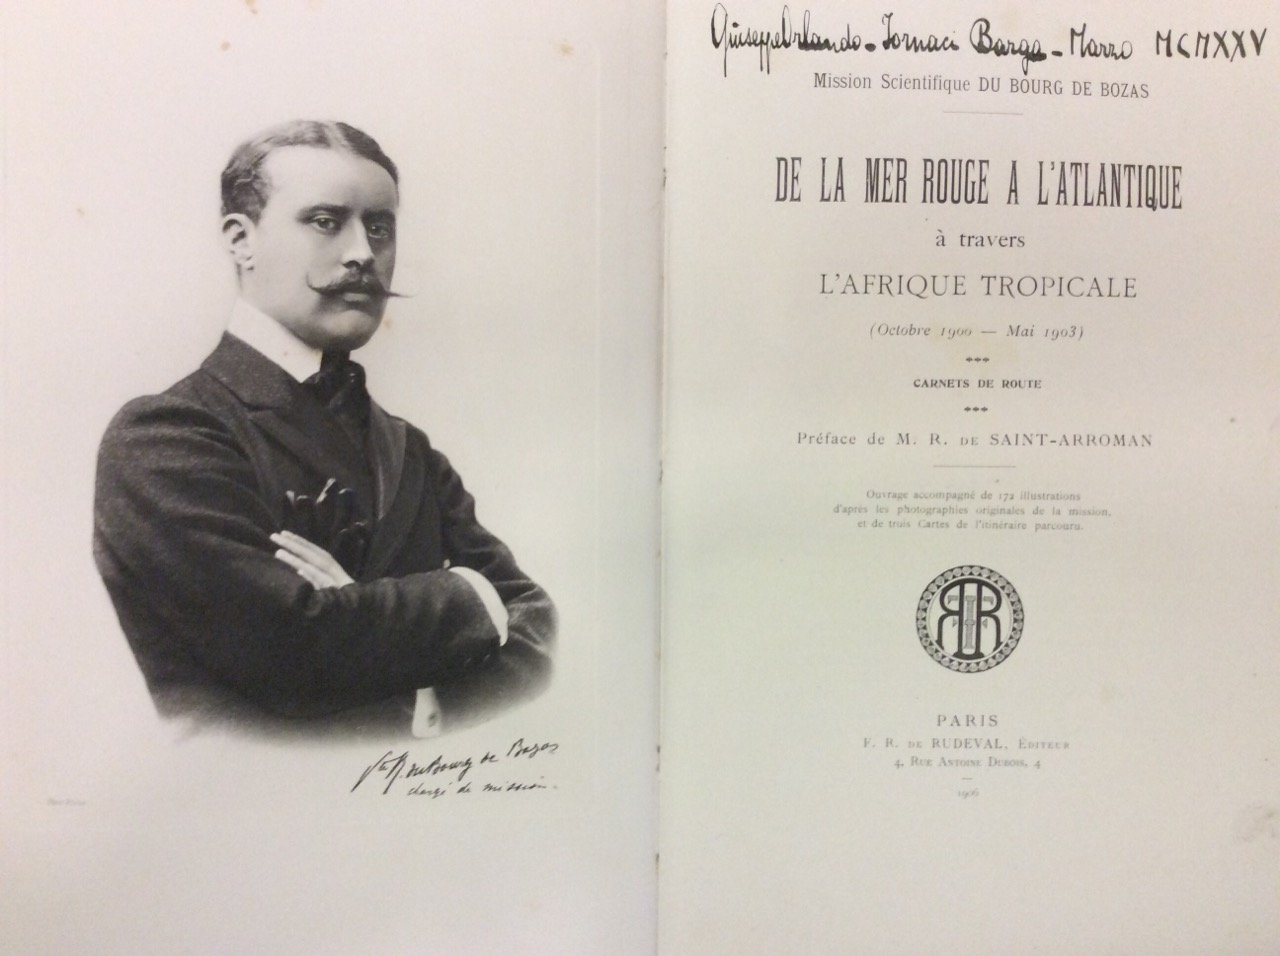 Vte R. du Bourg de Bozas
chargé de mission.
Giuseppe Orlando - Fornaci Barga - Marzo MCMXXV
Mission Scientifique DU BOURG DE BOZAS
DE LA MER ROUGE A L'ATLANTIQUE
à travers
L'AFRIQUE TROPICALE
(Octobre 1900 — Mai 1903)
CARNETS DE ROUTE
Préface de M. R. DE SAINT-ARROMAN
Ouvrage accompagné de 172 illustrations
d'après les photographies originales de la mission,
et de trois Cartes de l'itinéraire parcouru.
PARIS
F. R. DE RUDEVAL, ÉDITEUR
4, RUE ANTOINE DUBOIS, 4
1906